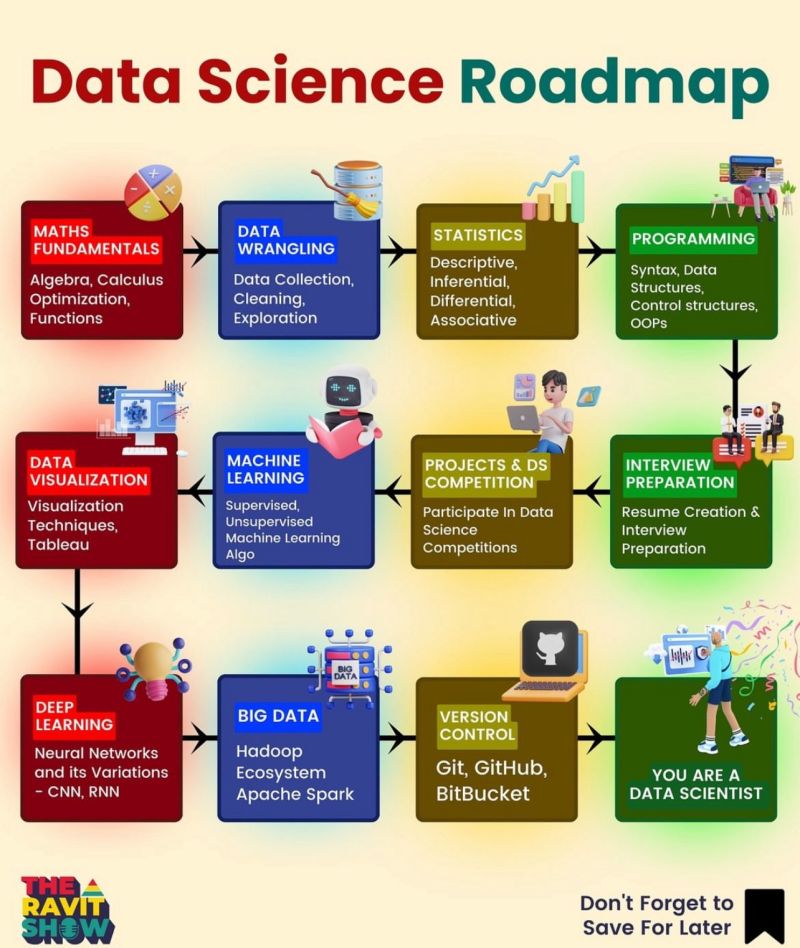 Data Science Roadmap
MATHS
FUNDAMENTALS
Algebra, Calculus
Optimization,
Functions
DATA
WRANGLING
Data Collection,
Cleaning,
Exploration
STATISTICS
Descriptive,
Inferential,
Differential,
Associative
PROGRAMMING
Syntax, Data
Structures,
Control structures,
OOPs
INTERVIEW
PREPARATION
Resume Creation &
Interview
Preparation
PROJECTS & DS
COMPETITION
Participate In Data
Science
Competitions
MACHINE
LEARNING
Supervised,
Unsupervised
Machine Learning
Algo
DATA
VISUALIZATION
Visualization
Techniques,
Tableau
DEEP
LEARNING
Neural Networks
and its Variations
- CNN, RNN
BIG
DATA
BIG DATA
Hadoop
Ecosystem
Apache Spark
VERSION
CONTROL
Git, GitHub,
BitBucket
YOU ARE A
DATA SCIENTIST
THE
RAVIT
SHOW
Don't Forget to
Save For Later